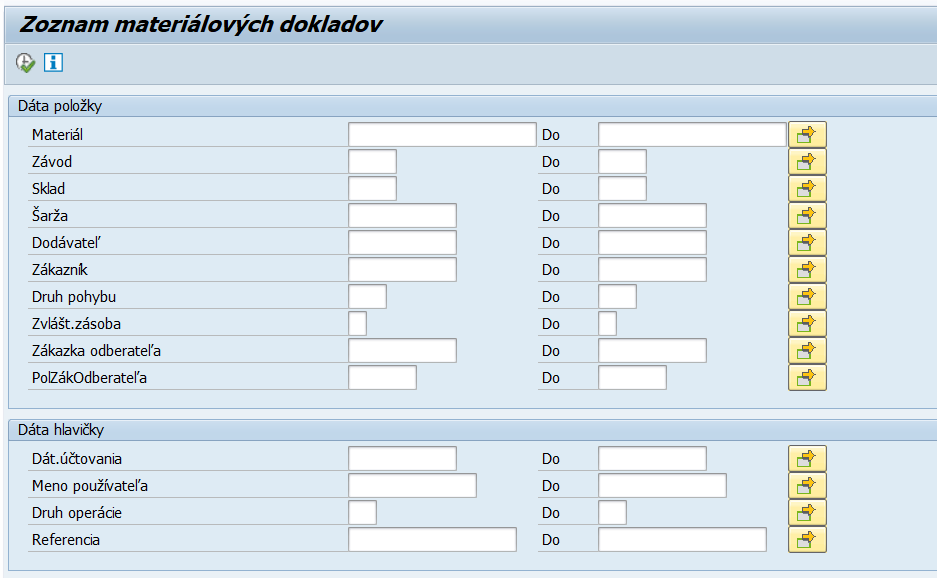 Zoznam materiálových dokladov
Dáta položky
Materiál Do
Závod Do
Sklad Do
Šarža Do
Dodávateľ Do
Zákazník Do
Druh pohybu Do
Zvlášt.zásoba Do
Zákazka odberateľa Do
PolZákOdberateľa Do
Dáta hlavičky
Dát.účtovania Do
Meno používateľa Do
Druh operácie Do
Referencia Do